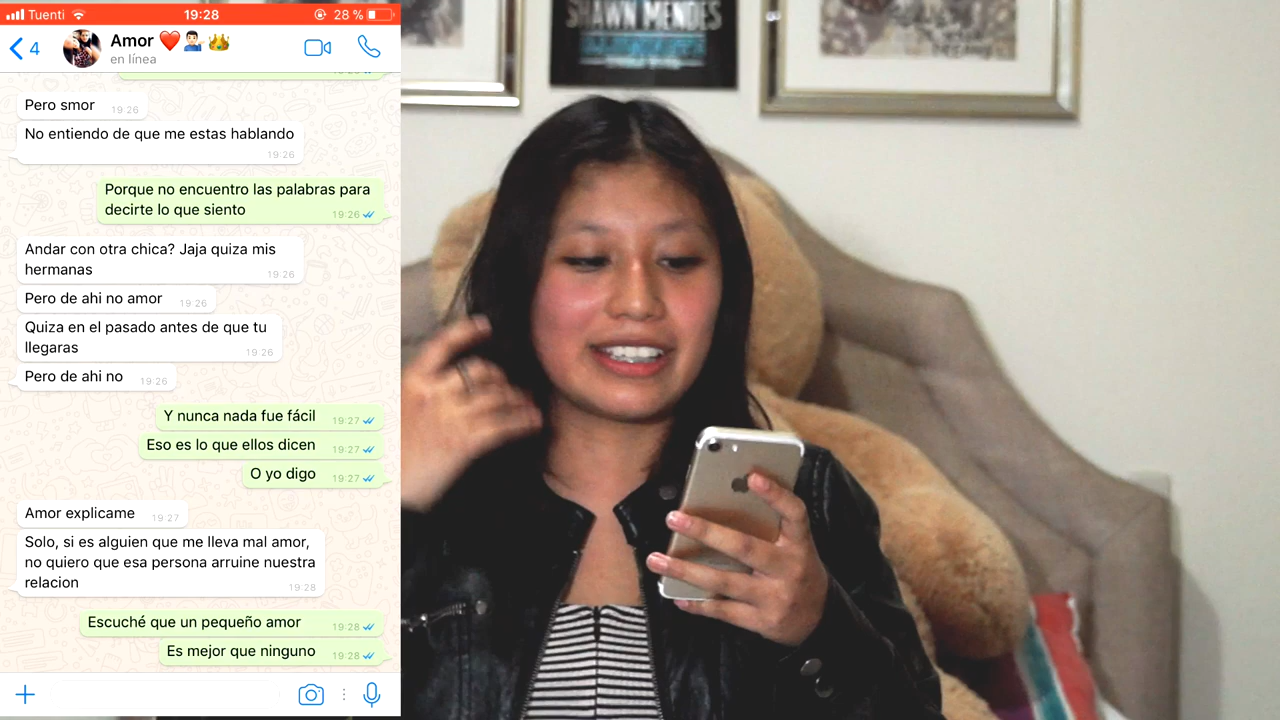 Tuenti
19:28
28 %
4
Amor
en línea
Pero smor
19:26
No entiendo de que me estas hablando
19:26
Porque no encuentro las palabras para
decirte lo que siento
19:26
Andar con otra chica? Jaja quiza mis
hermanas
19:26
Pero de ahi no amor
19:26
Quiza en el pasado antes de que tu
llegaras
19:26
Pero de ahi no
19:26
Y nunca nada fue fácil
19:27
Eso es lo que ellos dicen
19:27
O yo digo
19:27
Amor explicame
19:27
Solo, si es alguien que me lleva mal amor,
no quiero que esa persona arruine nuestra
relacion
19:28
Escuché que un pequeño amor
19:28
Es mejor que ninguno
19:28
SHAWN MENDES